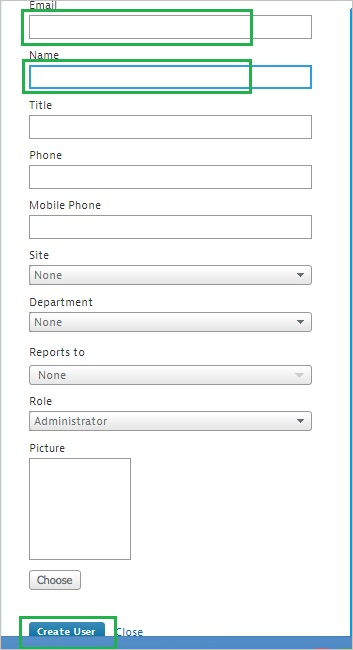 Email
Name
Title
Phone
Mobile Phone
Site
None
Department
None
Reports to
None
Role
Administrator
Picture
Choose
Create User Close